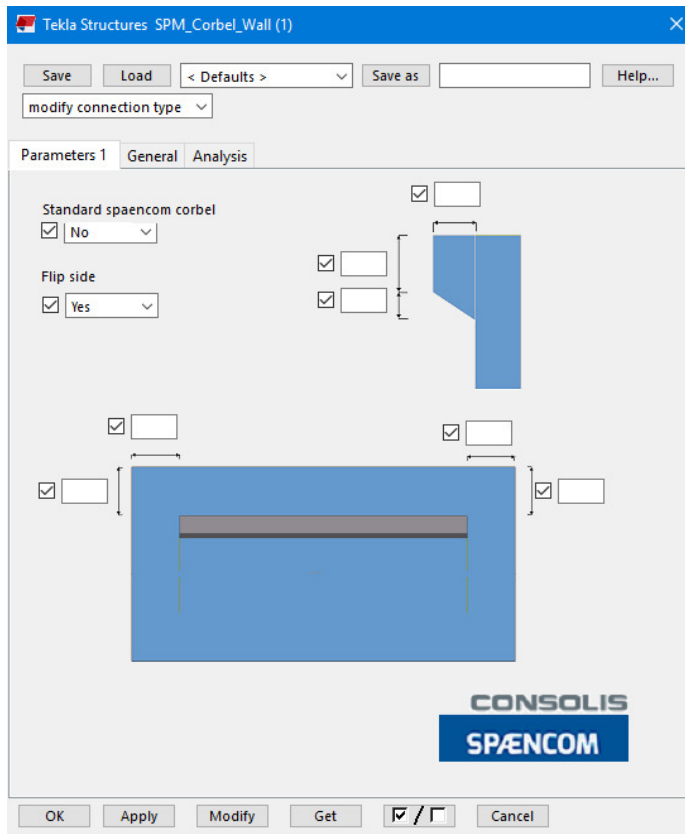 Tekla Structures SPM_Corbel_Wall (1)
Save Load < Defaults > Save as Help...
modify connection type
Parameters 1 General Analysis
Standard spaencom corbel
No
Flip side
Yes
CONSOLIS
SPÆNCOM
OK Apply Modify Get / Cancel